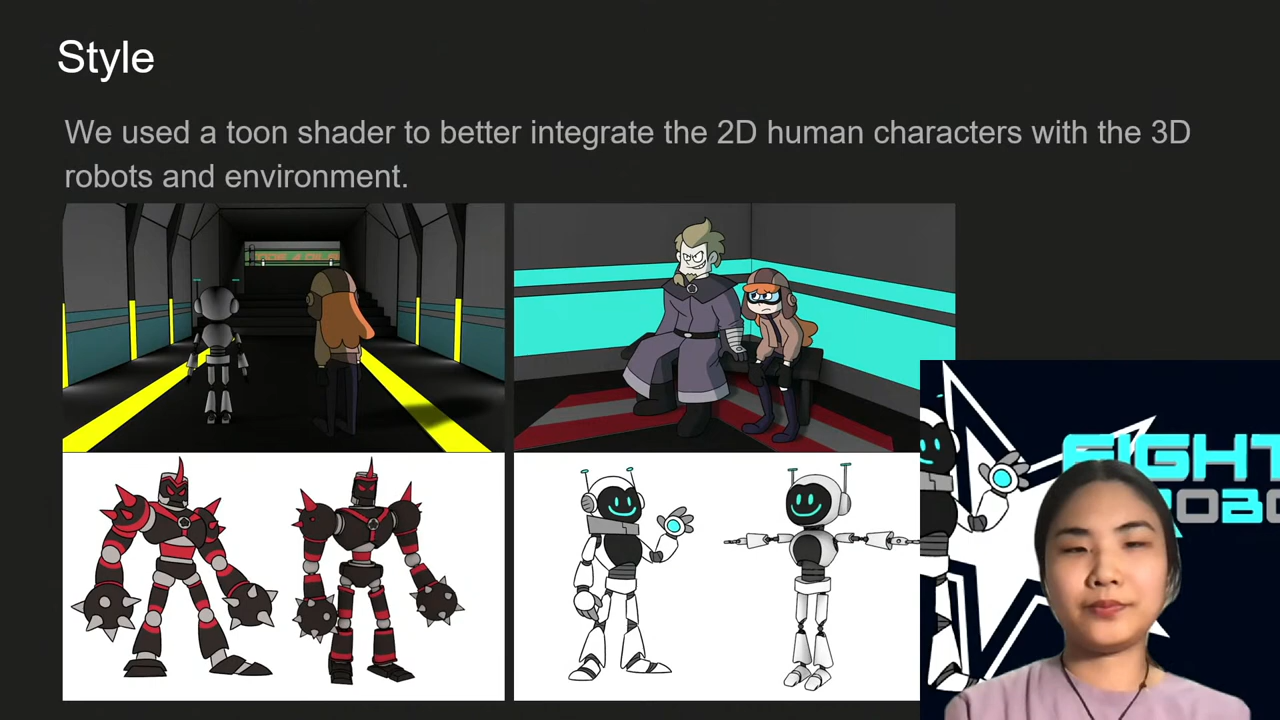 Style
We used a toon shader to better integrate the 2D human characters with the 3D
robots and environment.
FIGHT
ROBO